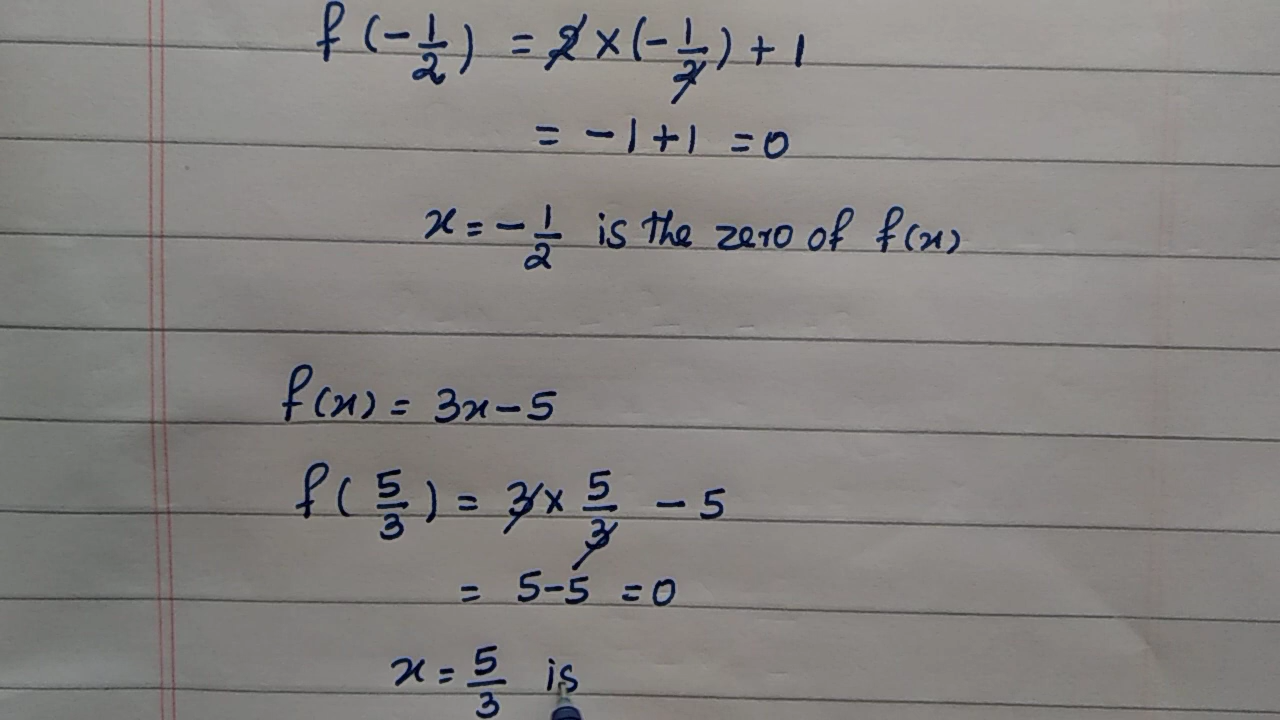 f(-1/2) = 2 × (-1/2) + 1
= -1 + 1 = 0
x = -1/2 is the zero of f(x)
f(x) = 3x - 5
f(5/3) = 3 × 5/3 - 5
= 5 - 5 = 0
x = 5/3 is